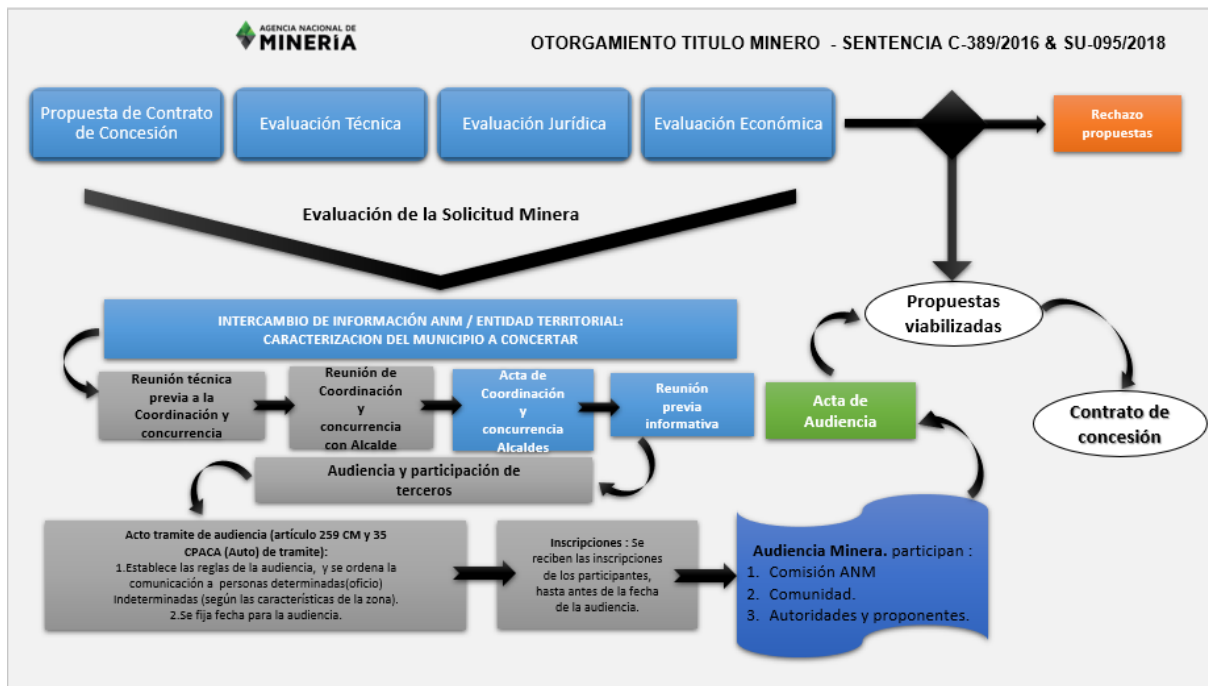 AGENCIA NACIONAL DE
MINERÍA
OTORGAMIENTO TITULO MINERO - SENTENCIA C-389/2016 & SU-095/2018
Propuesta de Contrato
de Concesión
Evaluación Técnica
Evaluación Jurídica
Evaluación Económica
Rechazo
propuestas
Evaluación de la Solicitud Minera
INTERCAMBIO DE INFORMACIÓN ANM / ENTIDAD TERRITORIAL:
CARACTERIZACION DEL MUNICIPIO A CONCERTAR
Propuestas
viabilizadas
Reunión técnica
previa a la
Coordinación y
concurrencia
Reunión de
Coordinación
y
concurrencia
con Alcalde
Acta de
Coordinación
y
concurrencia
Alcaldes
Reunión
previa
informativa
Acta de
Audiencia
Contrato de
concesión
Audiencia y participación de
terceros
Acto tramite de audiencia (artículo 259 CM y 35
CPACA (Auto) de tramite):
1.Establece las reglas de la audiencia, y se ordena la
comunicación a personas determinadas(oficio)
Indeterminadas (según las características de la zona).
2.Se fija fecha para la audiencia.
Inscripciones : Se
reciben las inscripciones
de los participantes,
hasta antes de la fecha
de la audiencia.
Audiencia Minera. participan :
1. Comisión ANM
2. Comunidad.
3. Autoridades y proponentes.